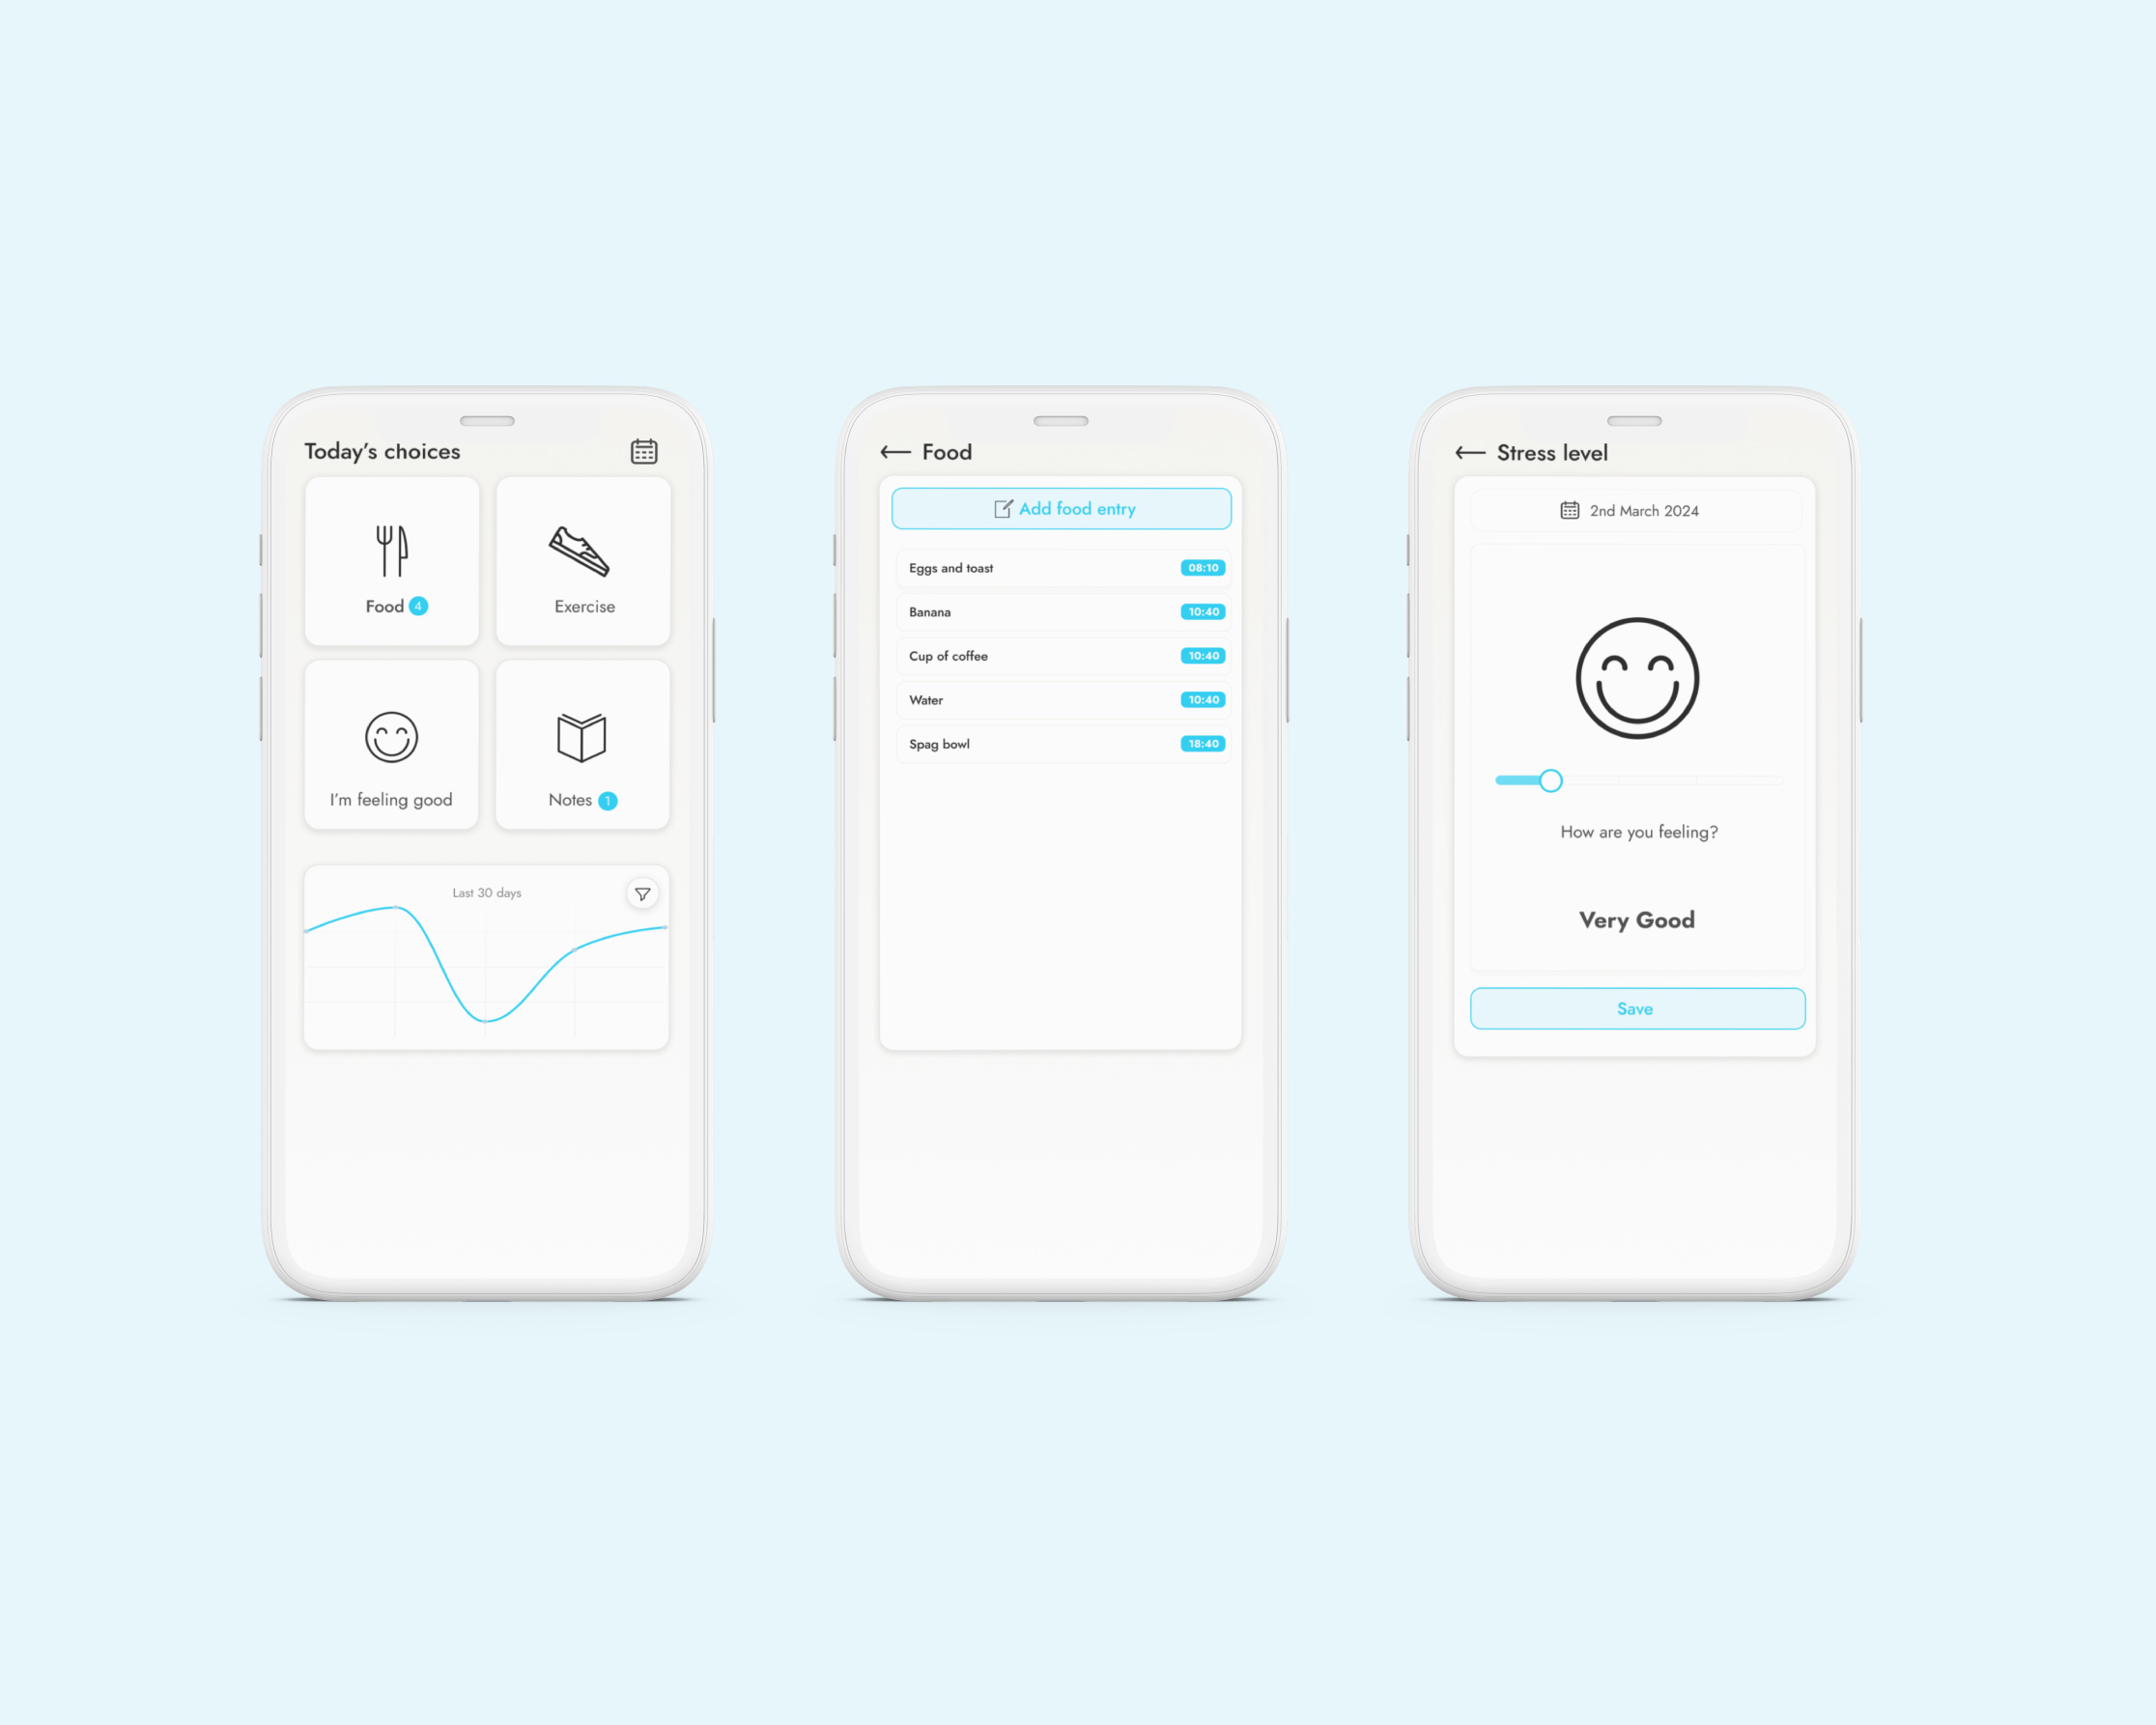 Today's choices
Food 4
Exercise
I'm feeling good
Notes 1
Last 30 days
Food
Add food entry
Eggs and toast 08:10
Banana 10:40
Cup of coffee 10:40
Water 10:40
Spag bowl 18:40
Stress level
2nd March 2024
How are you feeling?
Very Good
Save